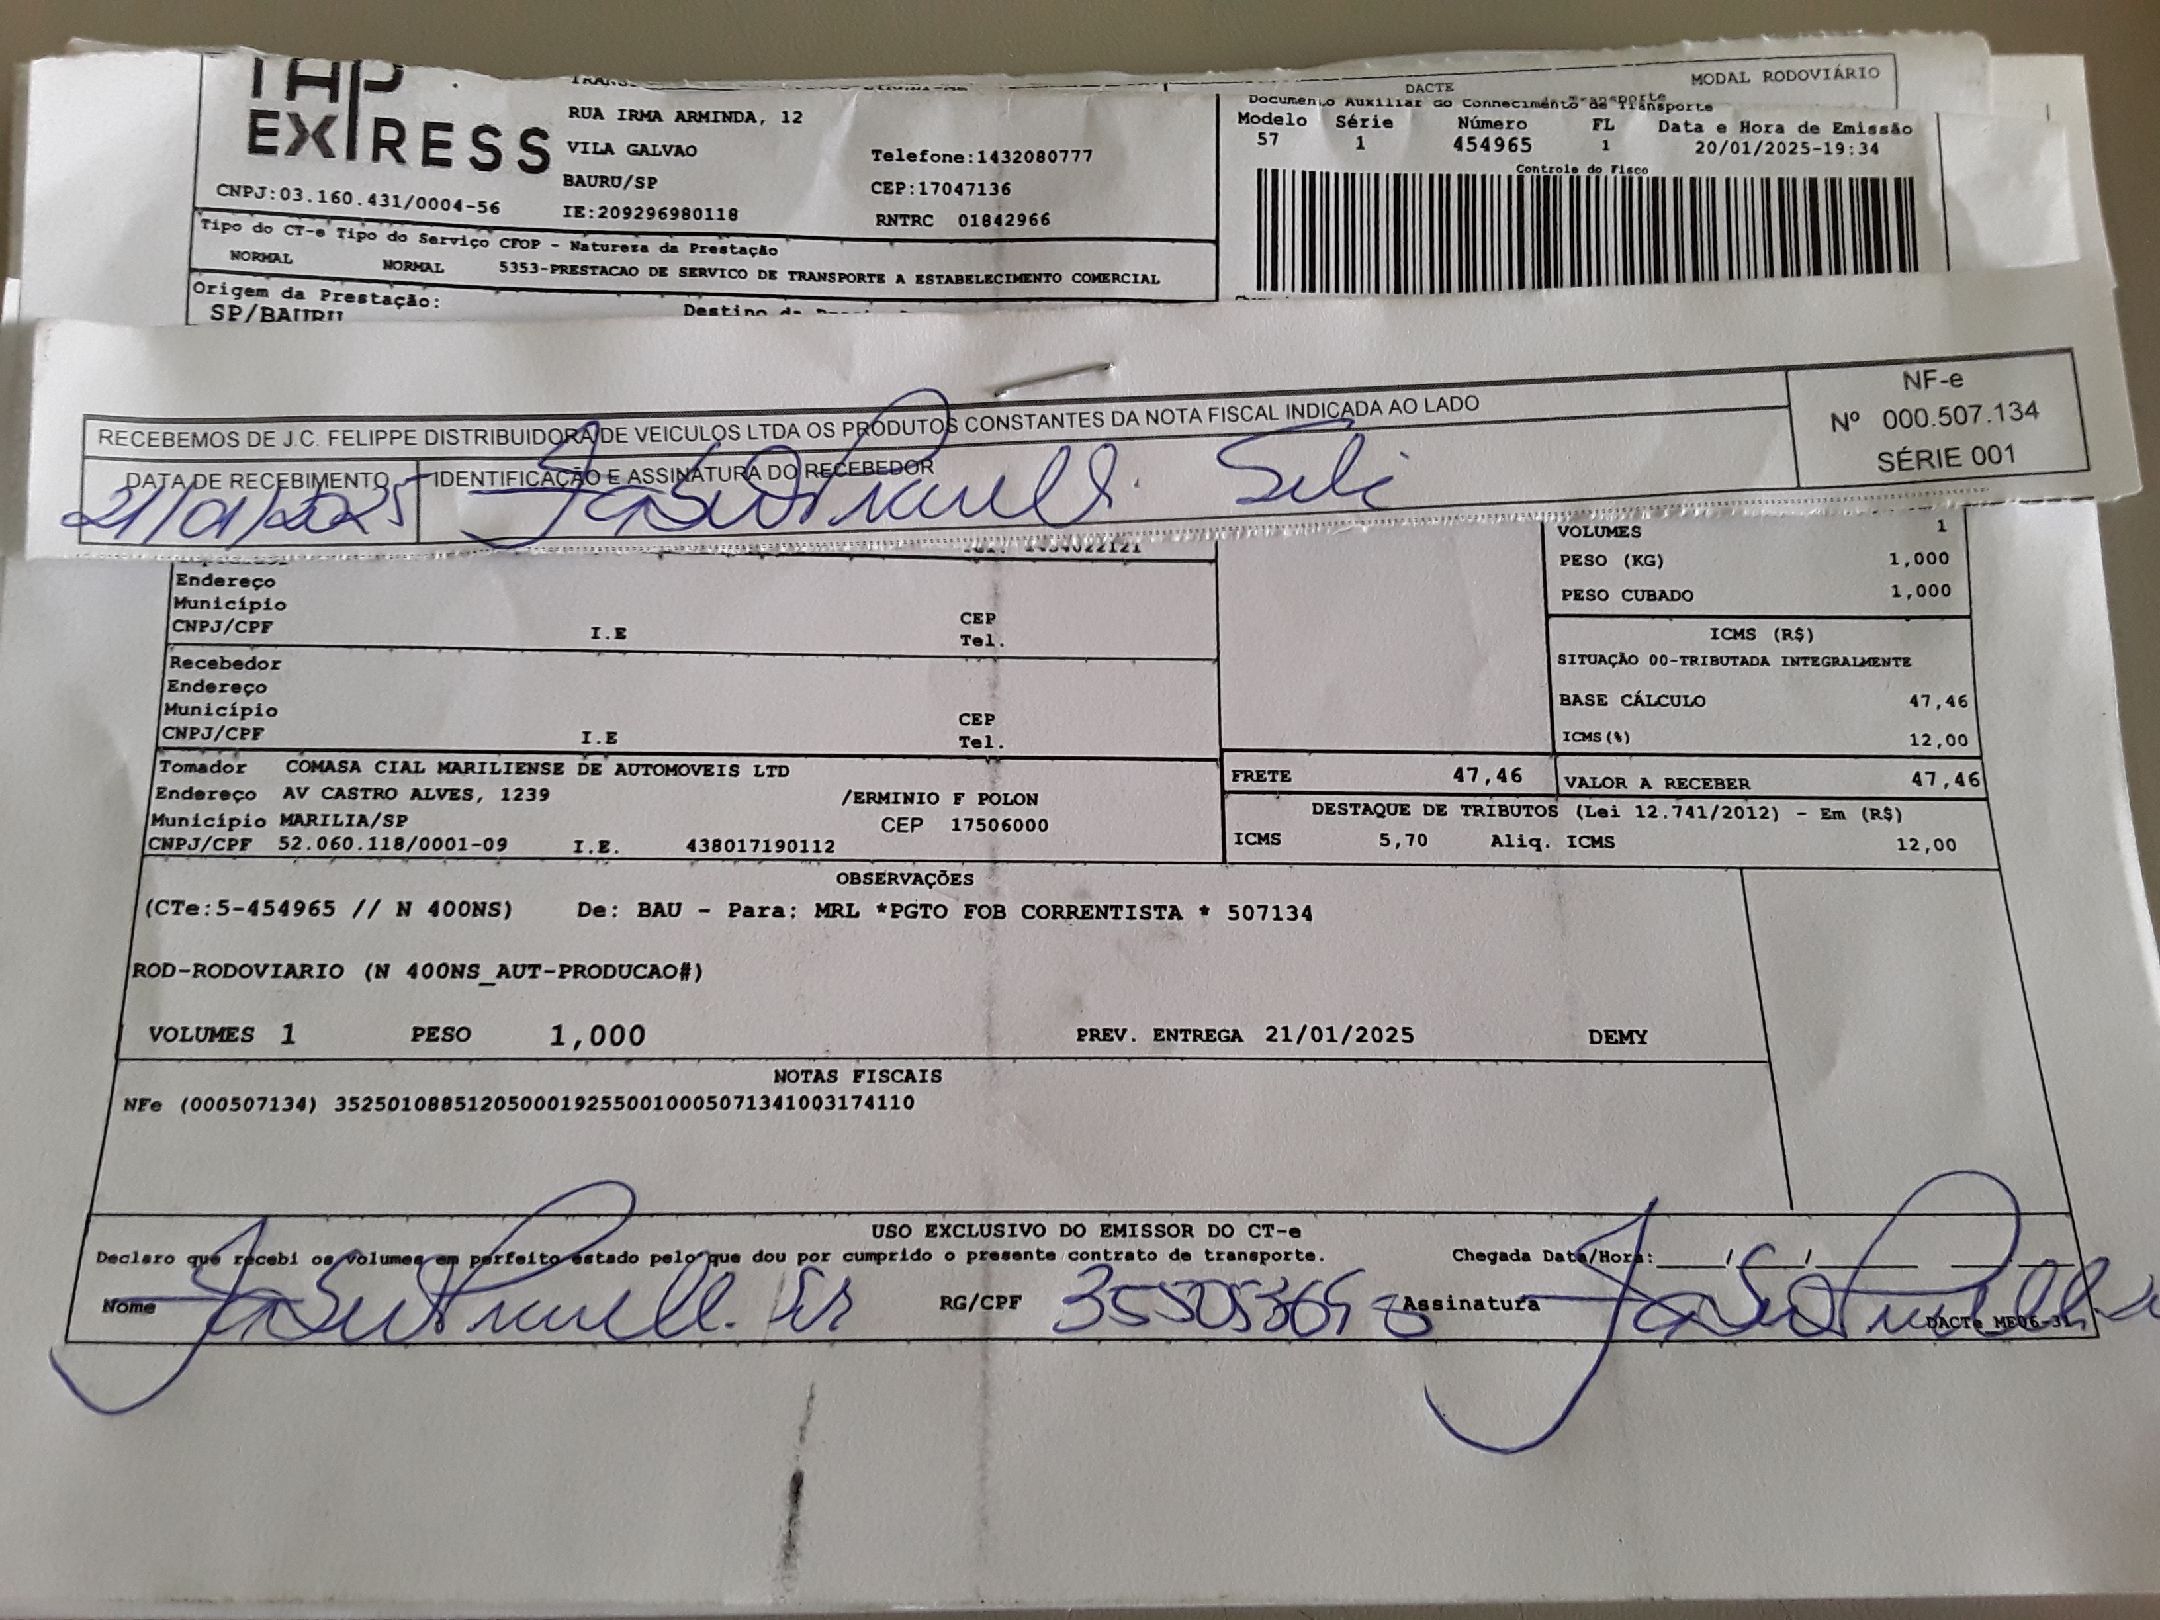 TAP
EXPRESS
CNPJ:03.160.431/0004-56
RUA IRMA ARMINDA, 12
VILA GALVAO
BAURU/SP
IE:209296980118
Telefone:1432080777
CEP:17047136
RNTRC 01842966
DACTE
MODAL RODOVIÁRIO
Documento Auxiliar do Conhecimento de Transporte
Modelo Série Número FL Data e Hora de Emissão
57 1 454965 1 20/01/2025-19:34
Controle do Fisco
Tipo do CT-e Tipo do Serviço CFOP - Natureza da Prestação
NORMAL NORMAL 5353-PRESTACAO DE SERVICO DE TRANSPORTE A ESTABELECIMENTO COMERCIAL
Origem da Prestação:
SP/BAURU
RECEBEMOS DE J.C. FELIPPE DISTRIBUIDORA DE VEICULOS LTDA OS PRODUTOS CONSTANTES DA NOTA FISCAL INDICADA AO LADO
DATA DE RECEBIMENTO IDENTIFICAÇÃO E ASSINATURA DO RECEBEDOR
21/01/2025
NF-e
Nº 000.507.134
SÉRIE 001
Endereço
Município
CNPJ/CPF I.E
CEP
Tel.
Recebedor
Endereço
Município
CNPJ/CPF I.E
CEP
Tel.
VOLUMES 1
PESO (KG) 1,000
PESO CUBADO 1,000
ICMS (R$)
SITUAÇÃO 00-TRIBUTADA INTEGRALMENTE
BASE CÁLCULO 47,46
ICMS(%) 12,00
Tomador COMASA CIAL MARILIENSE DE AUTOMOVEIS LTD
Endereço AV CASTRO ALVES, 1239 /ERMINIO F POLON
Município MARILIA/SP CEP 17506000
CNPJ/CPF 52.060.118/0001-09 I.E. 438017190112
FRETE 47,46 VALOR A RECEBER 47,46
DESTAQUE DE TRIBUTOS (Lei 12.741/2012) - Em (R$)
ICMS 5,70 Aliq. ICMS 12,00
OBSERVAÇÕES
(CTe:5-454965 // N 400NS) De: BAU - Para: MRL *PGTO FOB CORRENTISTA * 507134
ROD-RODOVIARIO (N 400NS_AUT-PRODUCAO#)
VOLUMES 1 PESO 1,000 PREV. ENTREGA 21/01/2025 DEMY
NOTAS FISCAIS
NFe (000507134) 35250108851205000192550010005071341003174110
USO EXCLUSIVO DO EMISSOR DO CT-e
Declaro que recebi os volumes em perfeito estado pelo que dou por cumprido o presente contrato de transporte. Chegada Data/Hora:____/____/____
Nome RG/CPF Assinatura